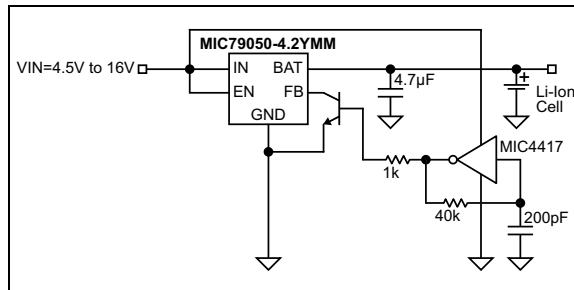 MIC79050-4.2YMM
VIN=4.5V to 16V
IN
BAT
EN
FB
GND
4.7µF
+
Li-Ion
Cell
MIC4417
1k
40k
200pF